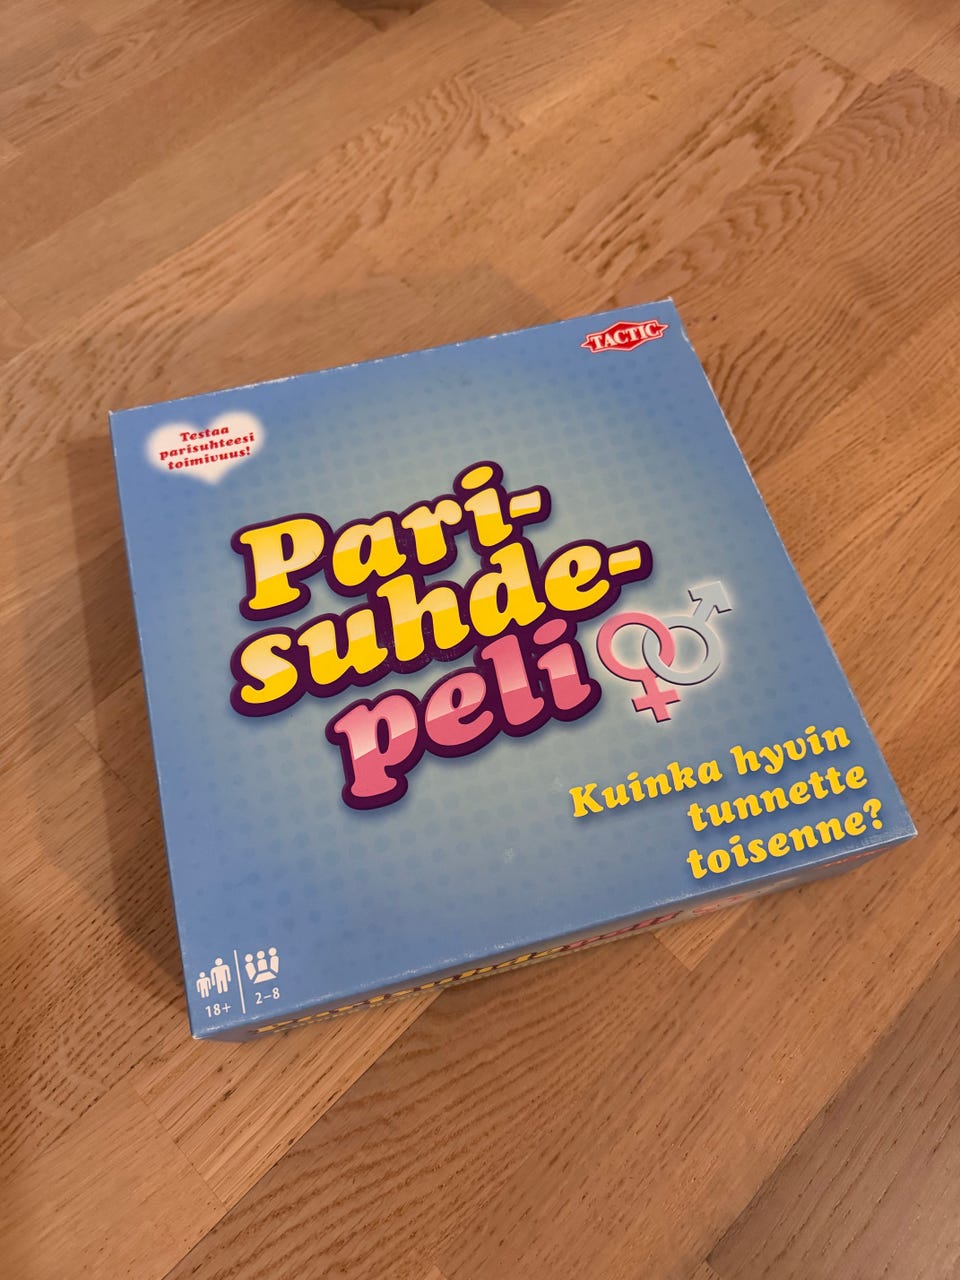 TACTIC
Testaa
parisuhteesi
toimivuus!
Pari-
suhde-
peli
Kuinka hyvin
tunnette
toisenne?
18+
2-8